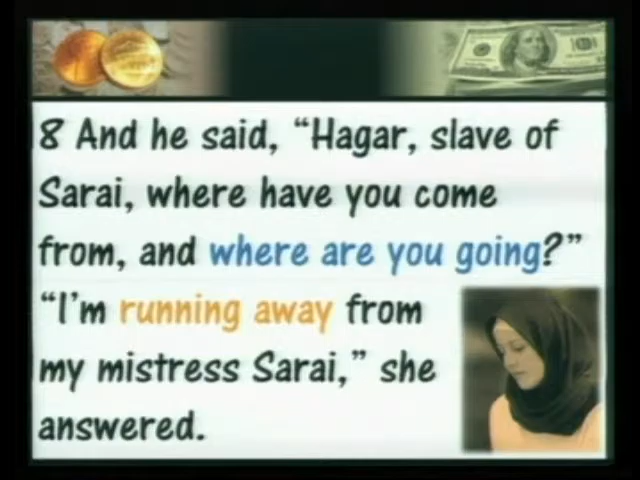 8 And he said, “Hagar, slave of
Sarai, where have you come
from, and where are you going?”
“I’m running away from
my mistress Sarai,” she
answered.